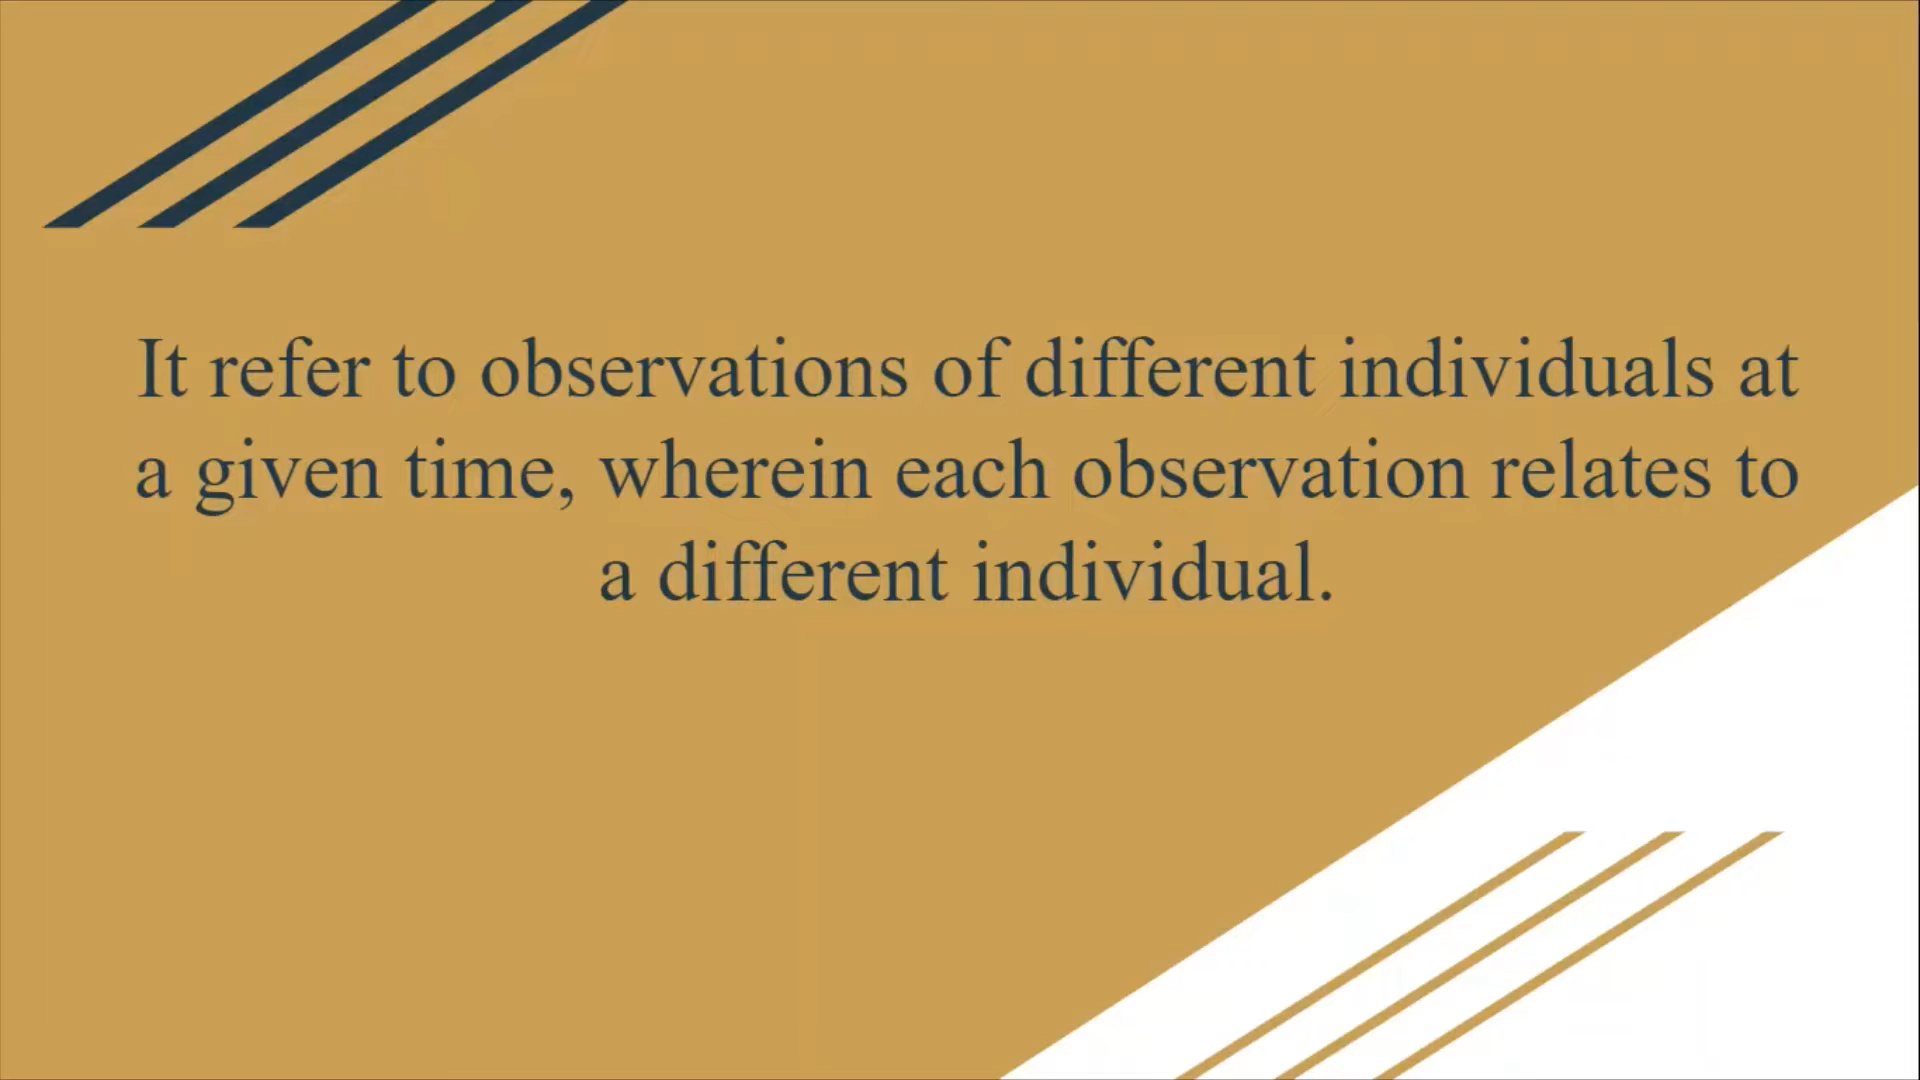 It refer to observations of different individuals at
a given time, wherein each observation relates to
a different individual.